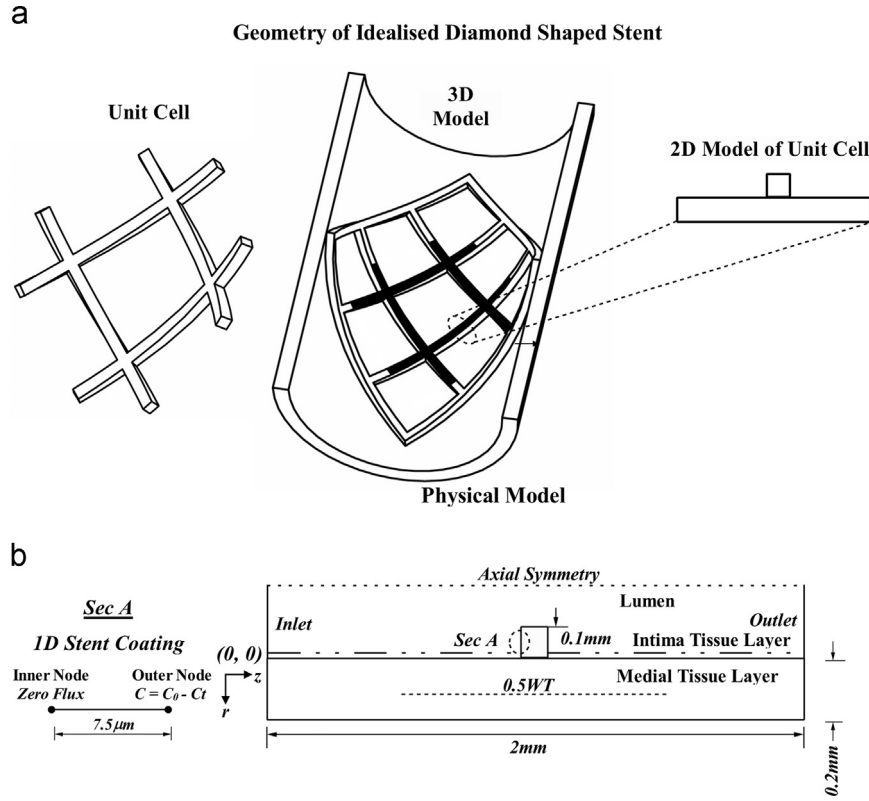 a
Geometry of Idealised Diamond Shaped Stent
Unit Cell
3D
Model
2D Model of Unit Cell
Physical Model
b
Sec A
1D Stent Coating
Inner Node
Zero Flux
Outer Node
C = C₀ - Ct
7.5μm
(0, 0)
z
r
Axial Symmetry
Inlet
Lumen
Outlet
Sec A
0.1mm
Intima Tissue Layer
Medial Tissue Layer
0.5WT
2mm
0.2mm